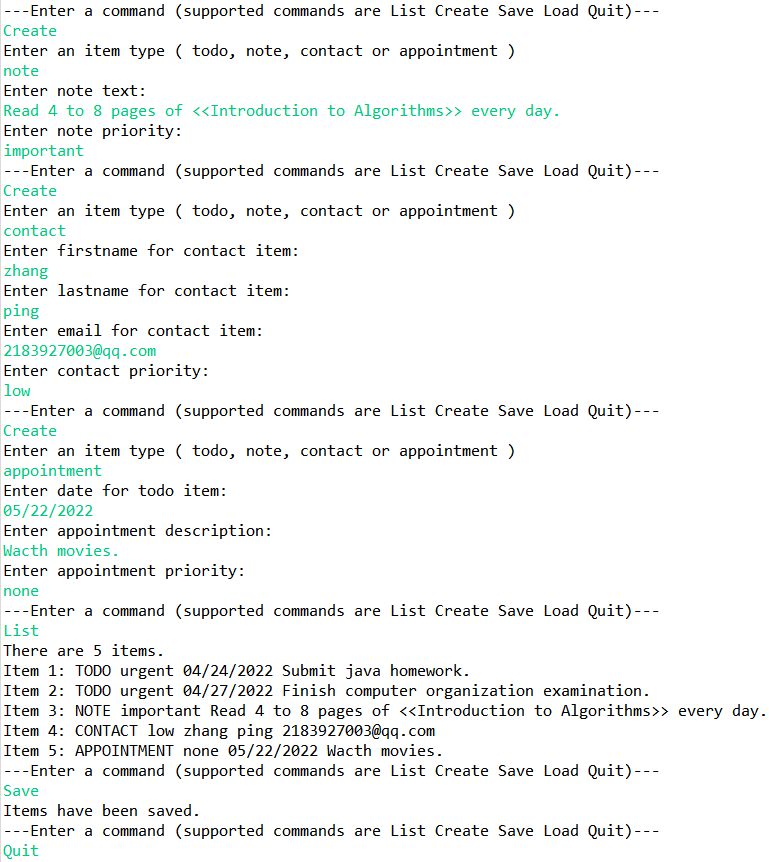 ---Enter a command (supported commands are List Create Save Load Quit)---
Create
Enter an item type ( todo, note, contact or appointment )
note
Enter note text:
Read 4 to 8 pages of <<Introduction to Algorithms>> every day.
Enter note priority:
important
---Enter a command (supported commands are List Create Save Load Quit)---
Create
Enter an item type ( todo, note, contact or appointment )
contact
Enter firstname for contact item:
zhang
Enter lastname for contact item:
ping
Enter email for contact item:
2183927003@qq.com
Enter contact priority:
low
---Enter a command (supported commands are List Create Save Load Quit)---
Create
Enter an item type ( todo, note, contact or appointment )
appointment
Enter date for todo item:
05/22/2022
Enter appointment description:
Wacth movies.
Enter appointment priority:
none
---Enter a command (supported commands are List Create Save Load Quit)---
List
There are 5 items.
Item 1: TODO urgent 04/24/2022 Submit java homework.
Item 2: TODO urgent 04/27/2022 Finish computer organization examination.
Item 3: NOTE important Read 4 to 8 pages of <<Introduction to Algorithms>> every day.
Item 4: CONTACT low zhang ping 2183927003@qq.com
Item 5: APPOINTMENT none 05/22/2022 Wacth movies.
---Enter a command (supported commands are List Create Save Load Quit)---
Save
Items have been saved.
---Enter a command (supported commands are List Create Save Load Quit)---
Quit